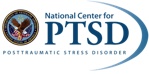 National Center for
PTSD
POSTTRAUMATIC STRESS DISORDER